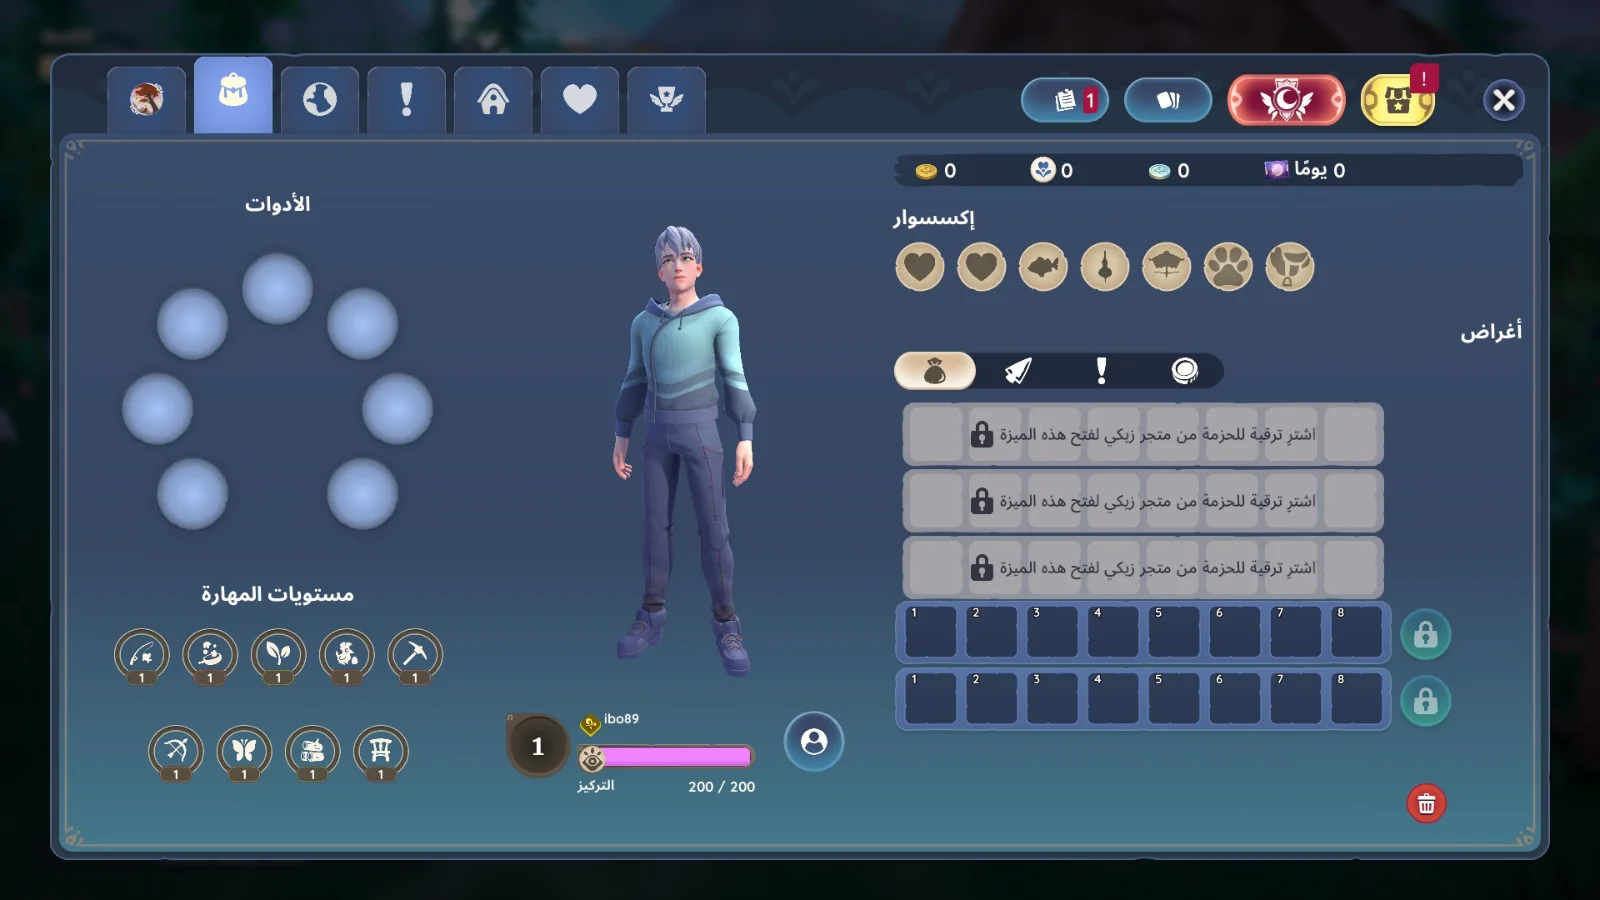 1
!
0
0
0
0 يومًا
الأدوات
إكسسوار
أغراض
اشترِ ترقية للحزمة من متجر زيكي لفتح هذه الميزة
اشترِ ترقية للحزمة من متجر زيكي لفتح هذه الميزة
اشترِ ترقية للحزمة من متجر زيكي لفتح هذه الميزة
1 2 3 4 5 6 7 8
1 2 3 4 5 6 7 8
مستويات المهارة
1 1 1 1 1
1 1 1 1
1
ibo89
التركيز
200 / 200